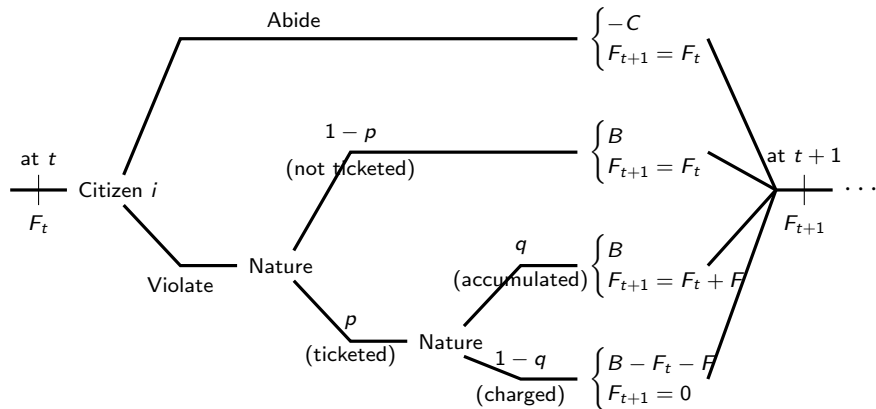 Abide
−C
F_{t+1} = F_t
1 − p
(not ticketed)
B
F_{t+1} = F_t
at t
F_t
Citizen i
at t + 1
F_{t+1}
···
Violate
Nature
q
(accumulated)
B
F_{t+1} = F_t + F
p
(ticketed)
Nature
1 − q
(charged)
B − F_t − F
F_{t+1} = 0